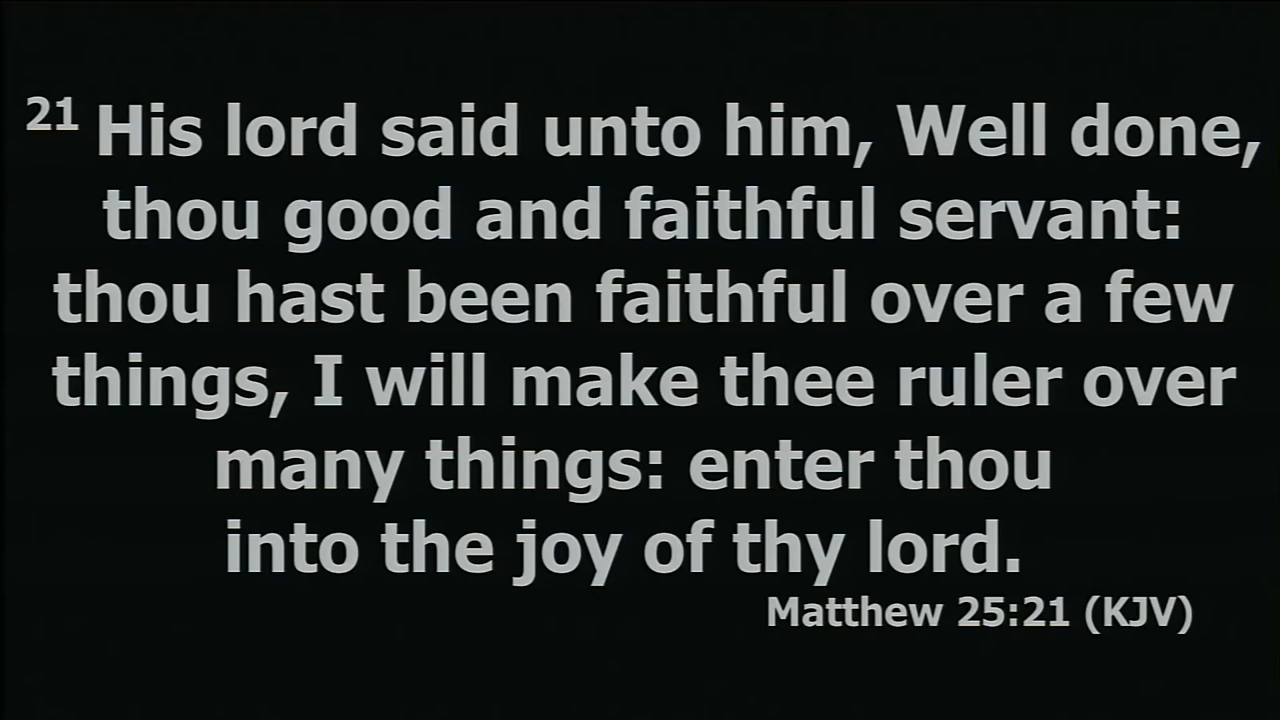 21 His lord said unto him, Well done,
thou good and faithful servant:
thou hast been faithful over a few
things, I will make thee ruler over
many things: enter thou
into the joy of thy lord.
Matthew 25:21 (KJV)